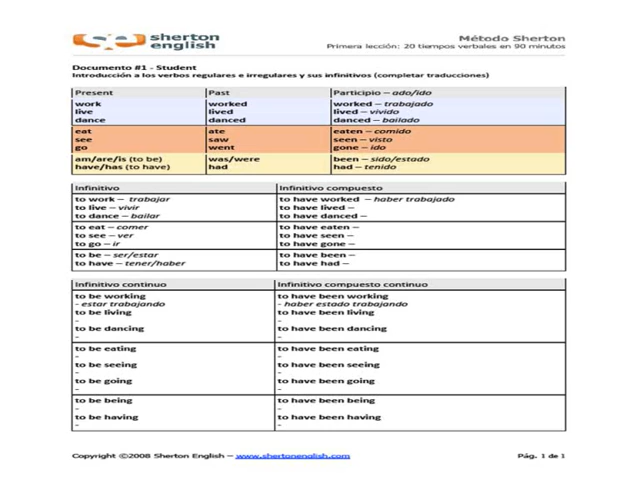 sherton
english
Método Sherton
Primera lección: 20 tiempos verbales en 90 minutos
Documento #1 - Student
Introducción a los verbos regulares e irregulares y sus infinitivos (completar traducciones)
Present Past Participio – ado/ido
work worked worked – trabajado
live lived lived – vivido
dance danced danced – bailado
eat ate eaten – comido
see saw seen – visto
go went gone – ido
am/are/is (to be) was/were been – sido/estado
have/has (to have) had had – tenido
Infinitivo Infinitivo compuesto
to work – trabajar to have worked – haber trabajado
to live – vivir to have lived –
to dance – bailar to have danced –
to eat – comer to have eaten –
to see – ver to have seen –
to go – ir to have gone –
to be – ser/estar to have been –
to have – tener/haber to have had –
Infinitivo continuo Infinitivo compuesto continuo
to be working to have been working
- estar trabajando - haber estado trabajando
to be living to have been living
- -
to be dancing to have been dancing
- -
to be eating to have been eating
- -
to be seeing to have been seeing
- -
to be going to have been going
- -
to be being to have been being
- -
to be having to have been having
- -
Copyright ©2008 Sherton English – www.shertonenglish.com Pág. 1 de 1